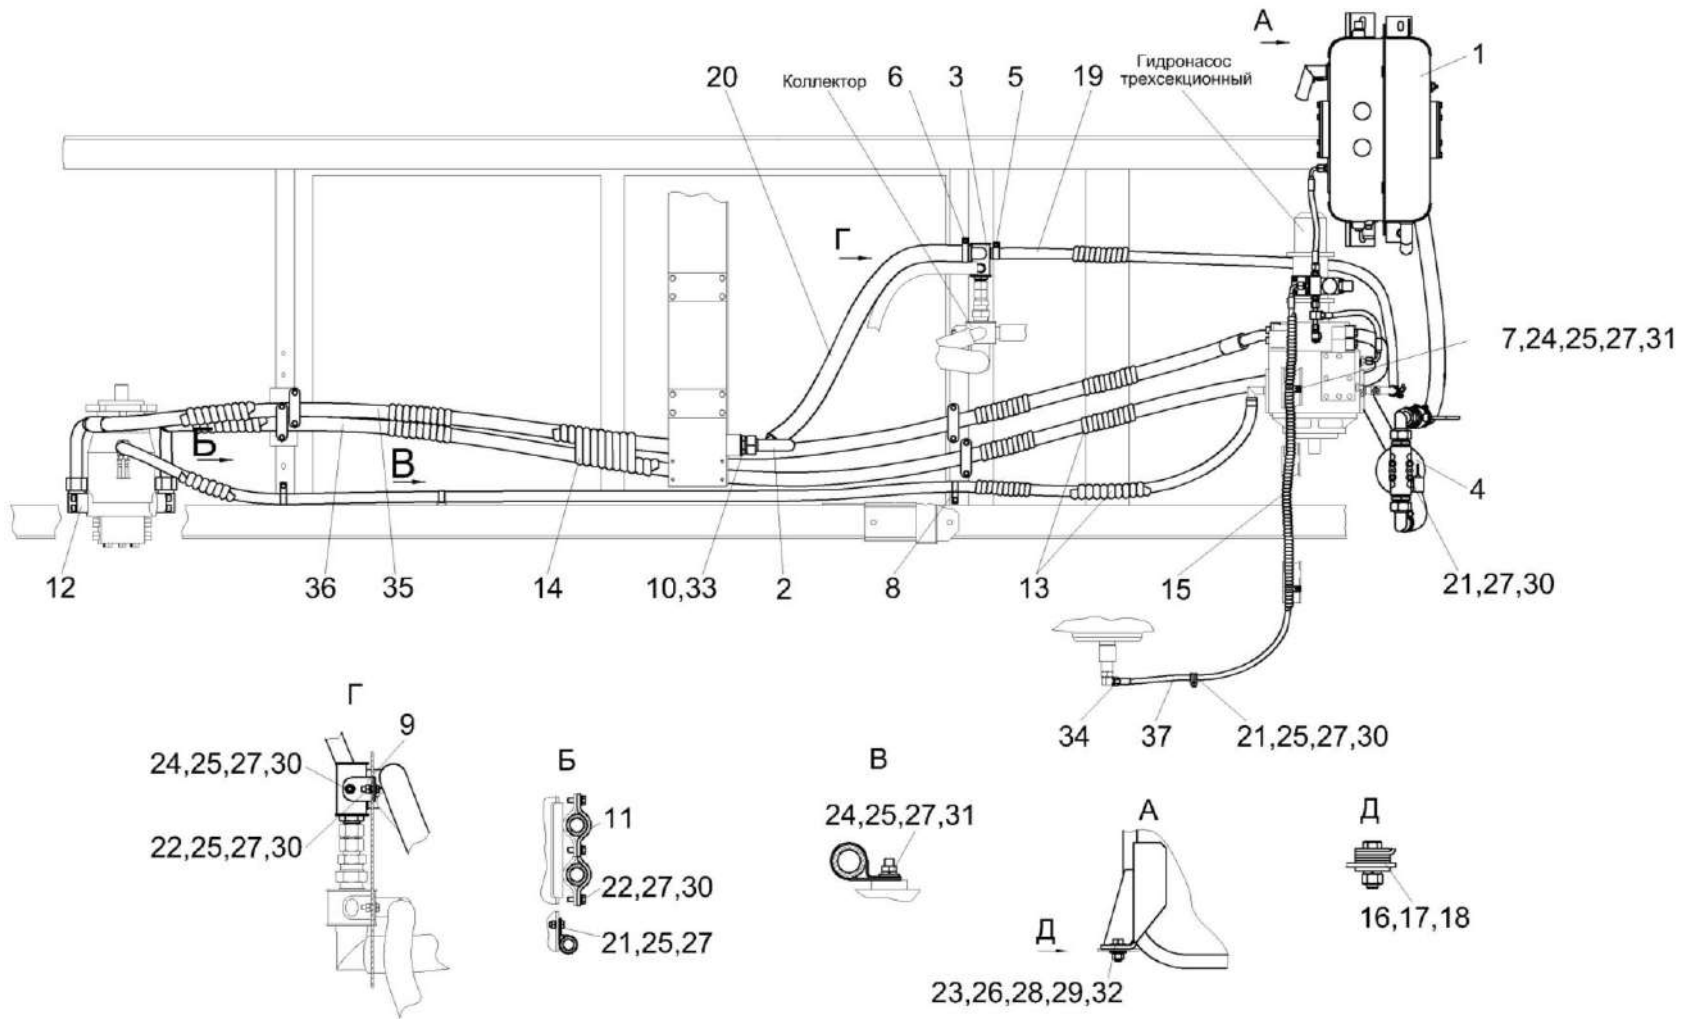 А
1
20
Коллектор
6
3
5
19
Гидронасос
трехсекционный
Г
7,24,25,27,31
Б
В
4
12
36
35
14
10,33
2
8
13
15
21,27,30
34
37
21,25,27,30
Г
9
24,25,27,30
22,25,27,30
Б
11
22,27,30
21,25,27
В
24,25,27,31
А
Д
23,26,28,29,32
Д
16,17,18